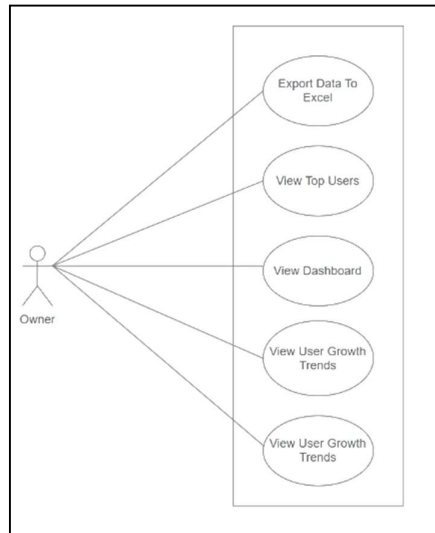 Export Data To
Excel
View Top Users
View Dashboard
Owner
View User Growth
Trends
View User Growth
Trends